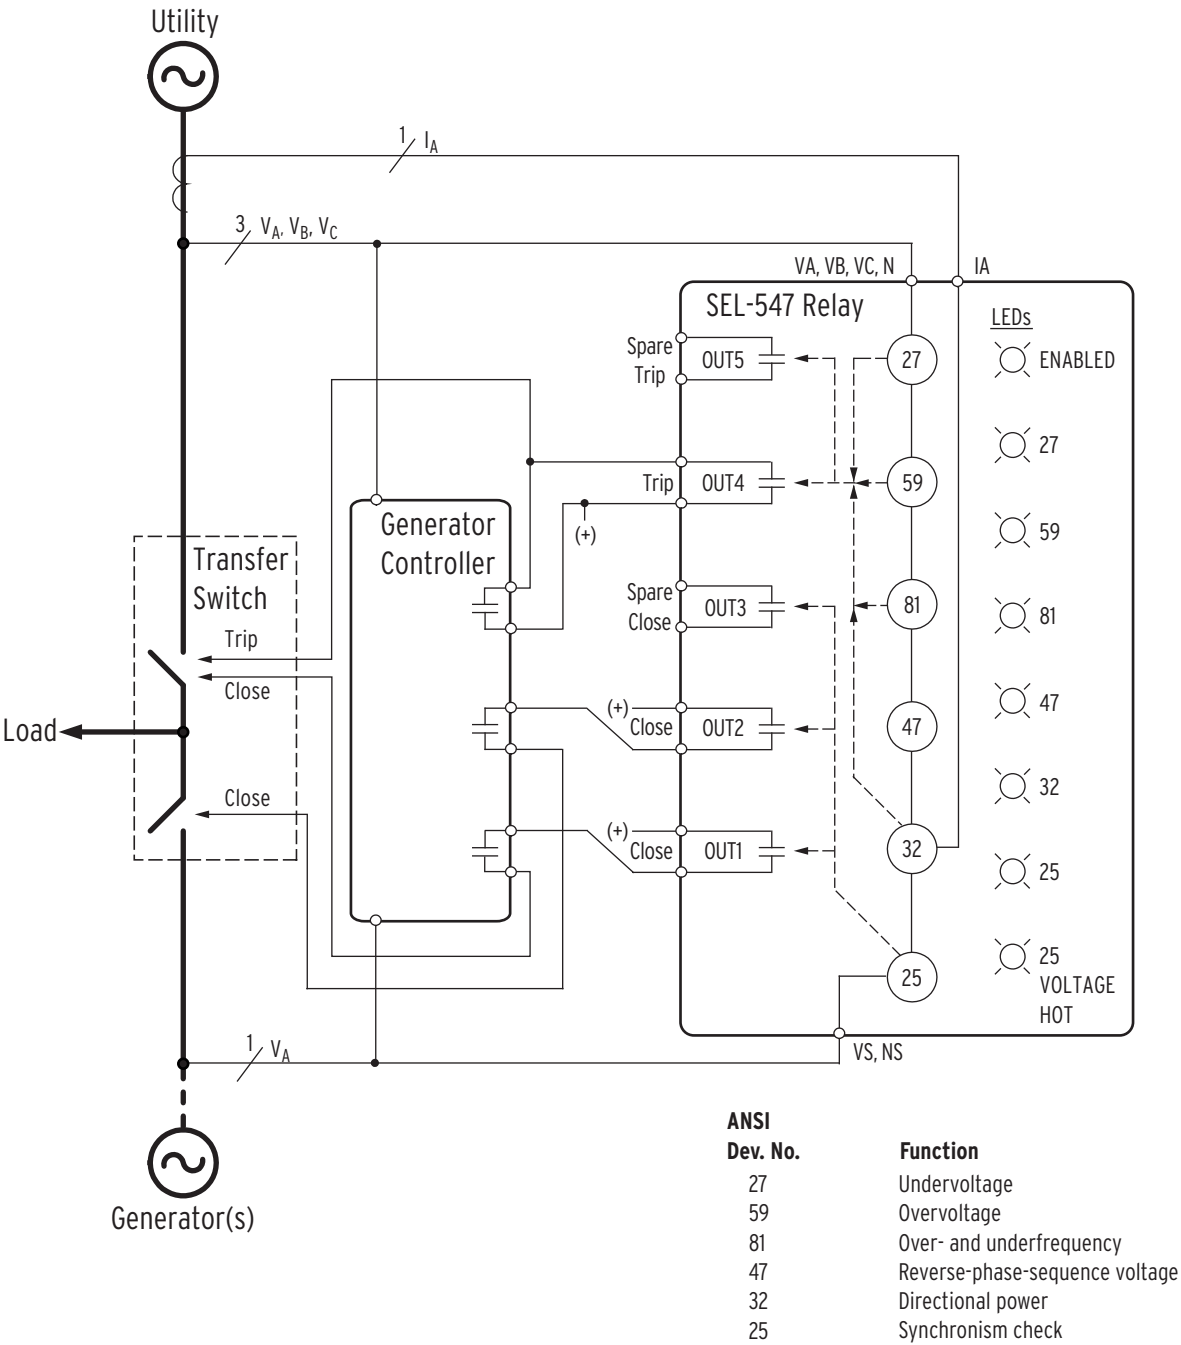 Utility
1 IA
3 VA, VB, VC
VA, VB, VC, N
IA
SEL-547 Relay
LEDs
Spare
Trip
OUT5
27
ENABLED
27
Trip
OUT4
59
59
(+)
Generator
Controller
Transfer
Switch
Trip
Close
Spare
Close
OUT3
81
81
Load
(+)
Close
OUT2
47
47
Close
(+)
Close
OUT1
32
32
25
25
25
VOLTAGE
HOT
1 VA
VS, NS
Generator(s)
ANSI
Dev. No. Function
27 Undervoltage
59 Overvoltage
81 Over- and underfrequency
47 Reverse-phase-sequence voltage
32 Directional power
25 Synchronism check